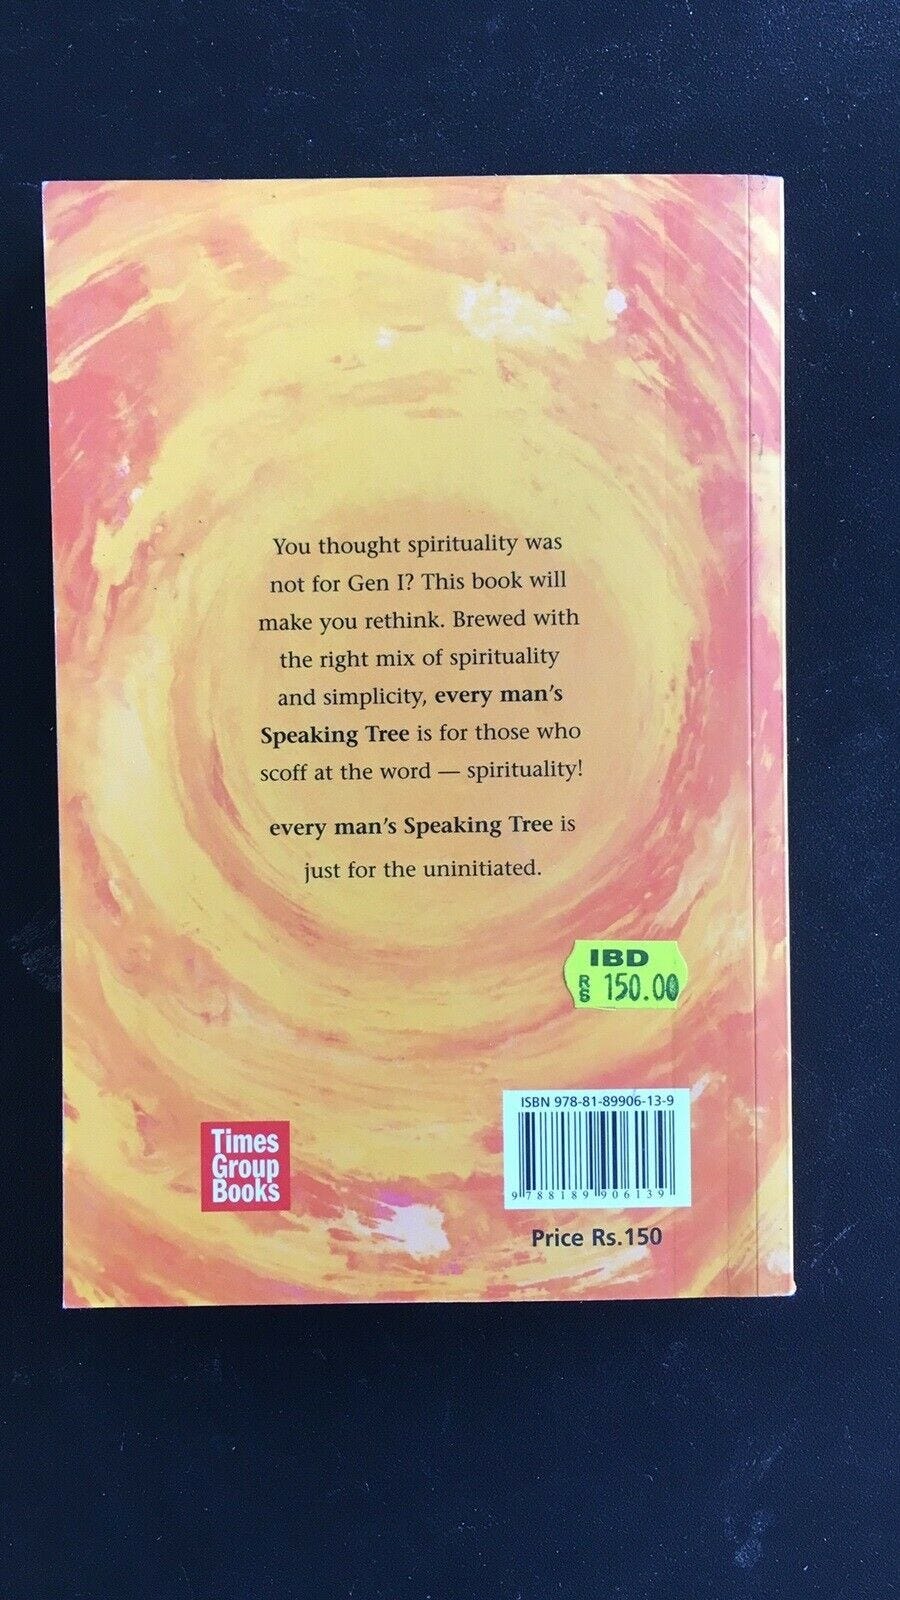 You thought spirituality was
not for Gen I? This book will
make you rethink. Brewed with
the right mix of spirituality
and simplicity, every man's
Speaking Tree is for those who
scoff at the word — spirituality!
every man's Speaking Tree is
just for the uninitiated.
IBD
RS 150.00
ISBN 978-81-89906-13-9
9 788189 906139
Times
Group
Books
Price Rs.150